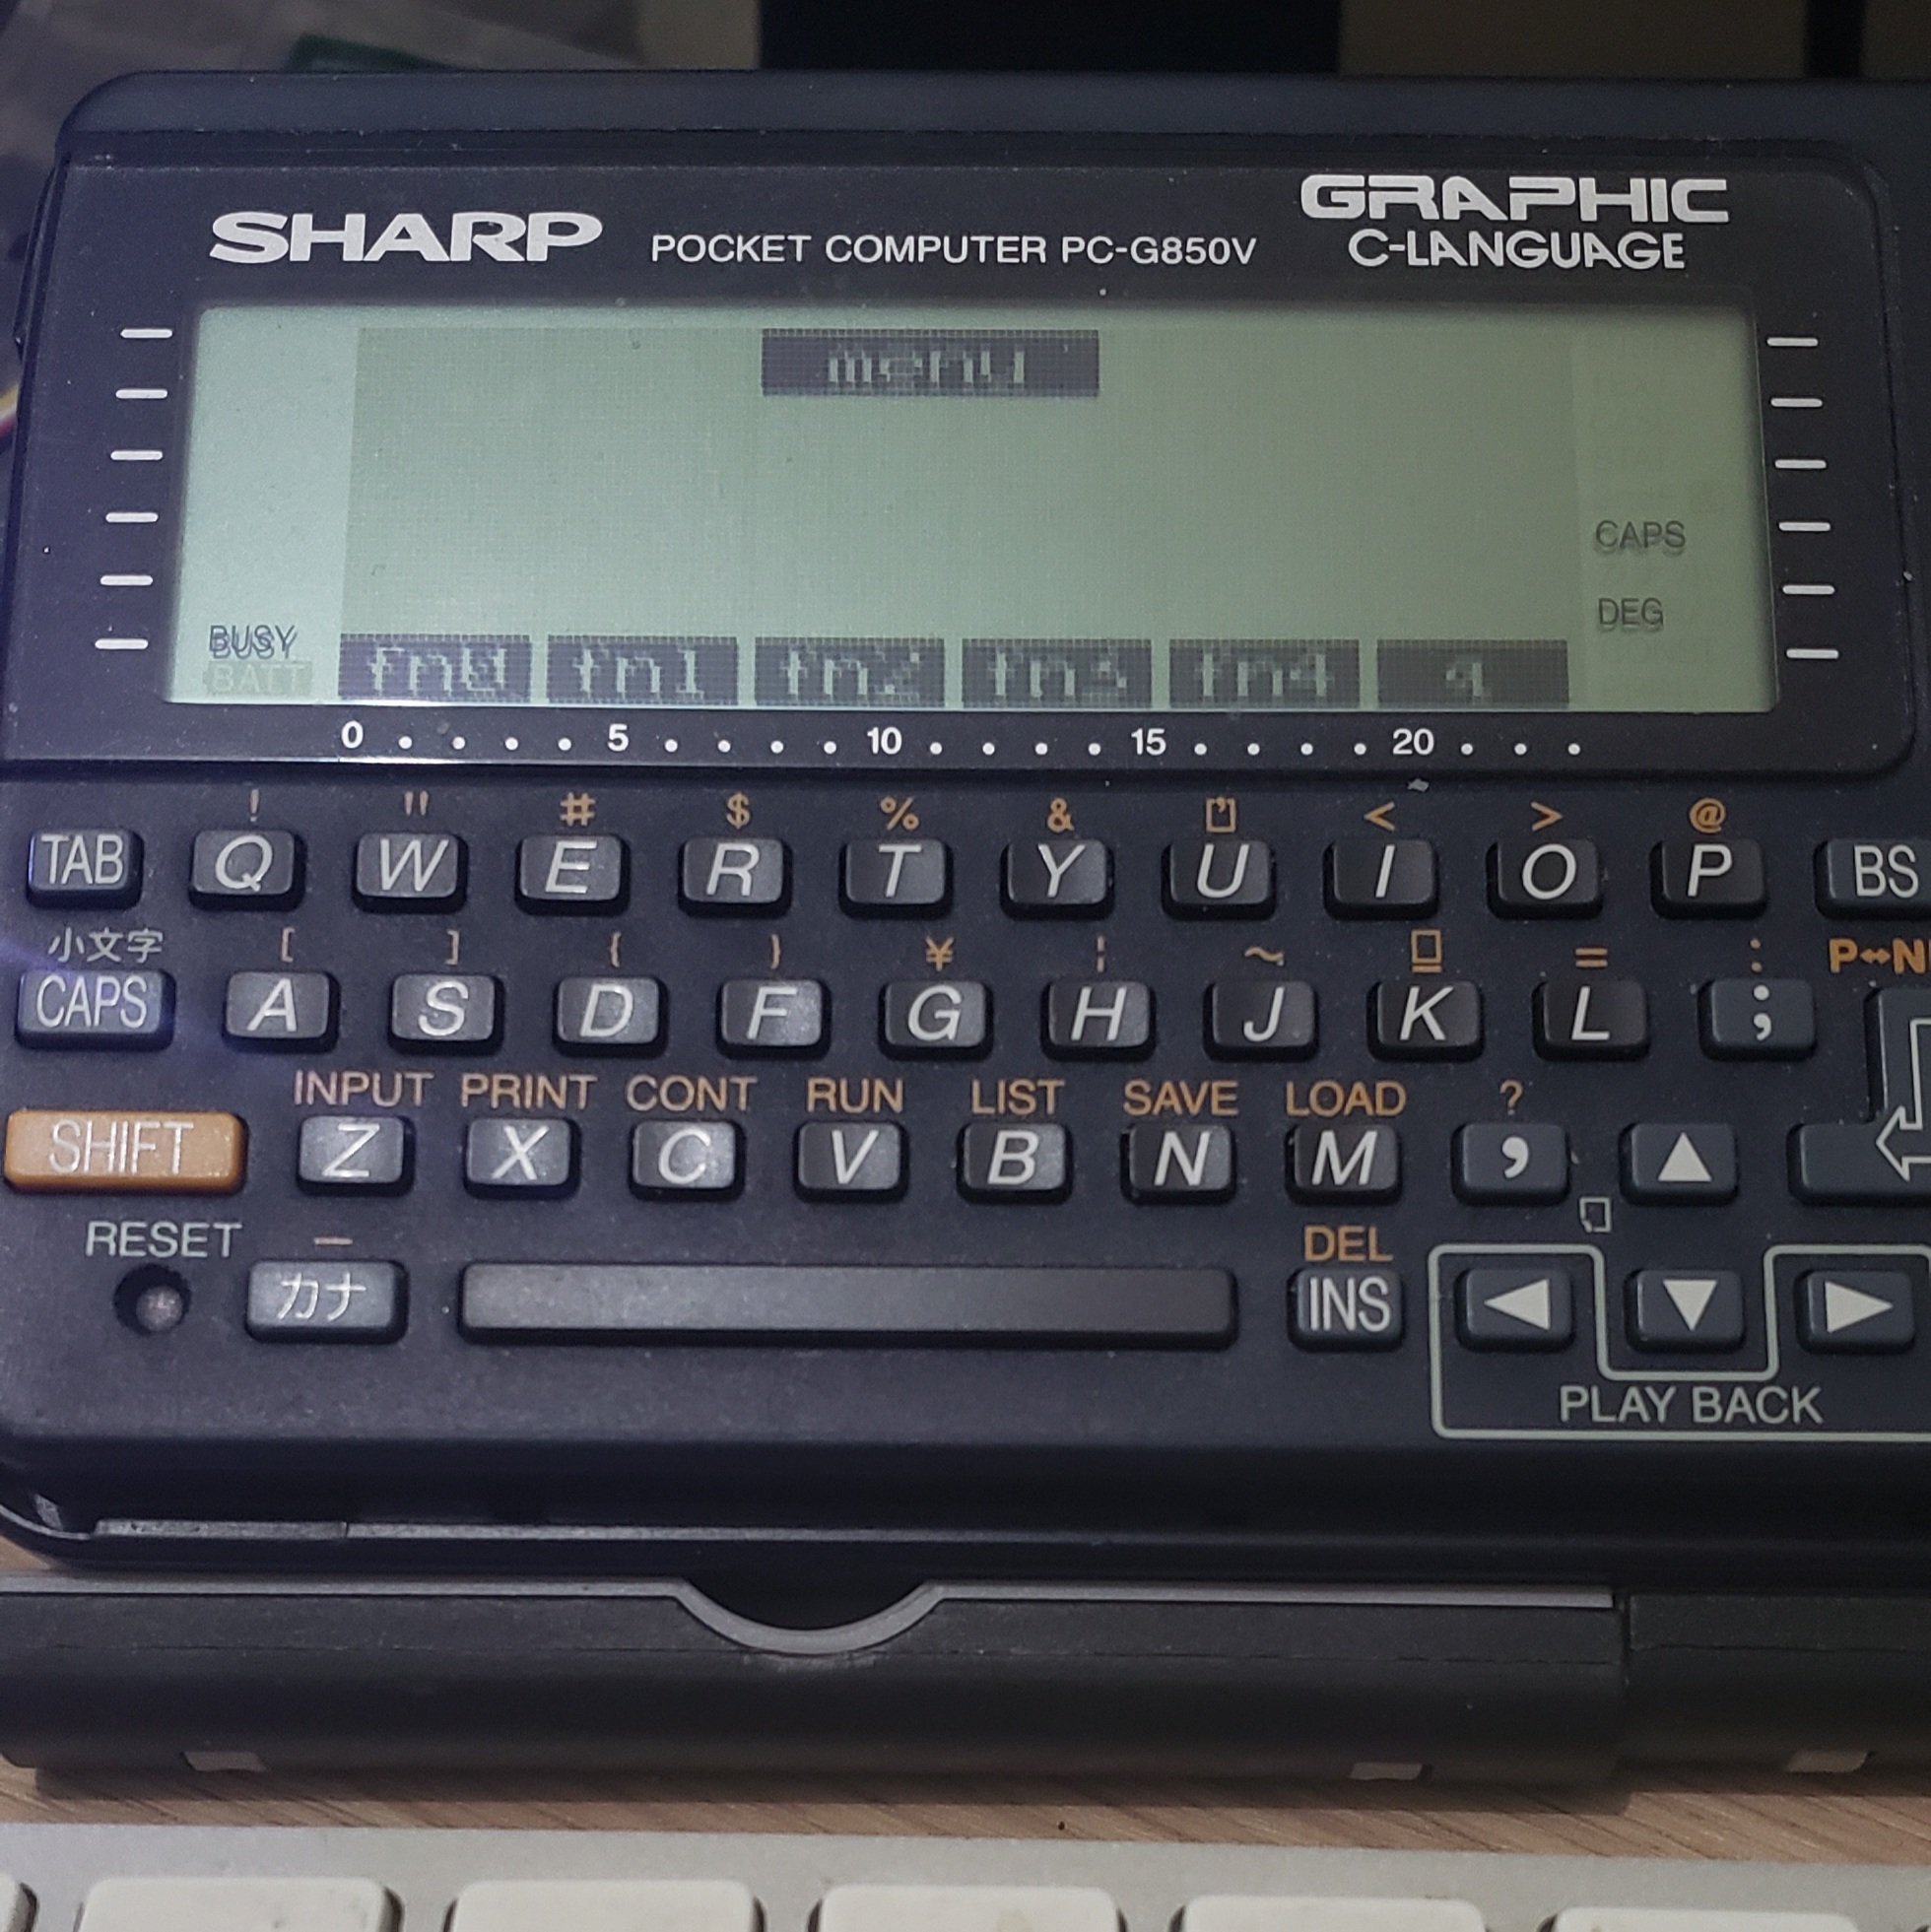 GRAPHIC
SHARP POCKET COMPUTER PC-G850V C-LANGUAGE
menu
CAPS
DEG
BUSY
BATT
fn0 fn1 fn2 fn3 fn4 q
0 5 10 15 20
! " # $ % & < > @
TAB Q W E R T Y U I O P BS
小文字 [ ] { } ¥ ¦ ~ = : P↔N
CAPS A S D F G H J K L ;
INPUT PRINT CONT RUN LIST SAVE LOAD ?
SHIFT Z X C V B N M , ▲
RESET DEL
カナ INS ◀ ▼ ▶
PLAY BACK